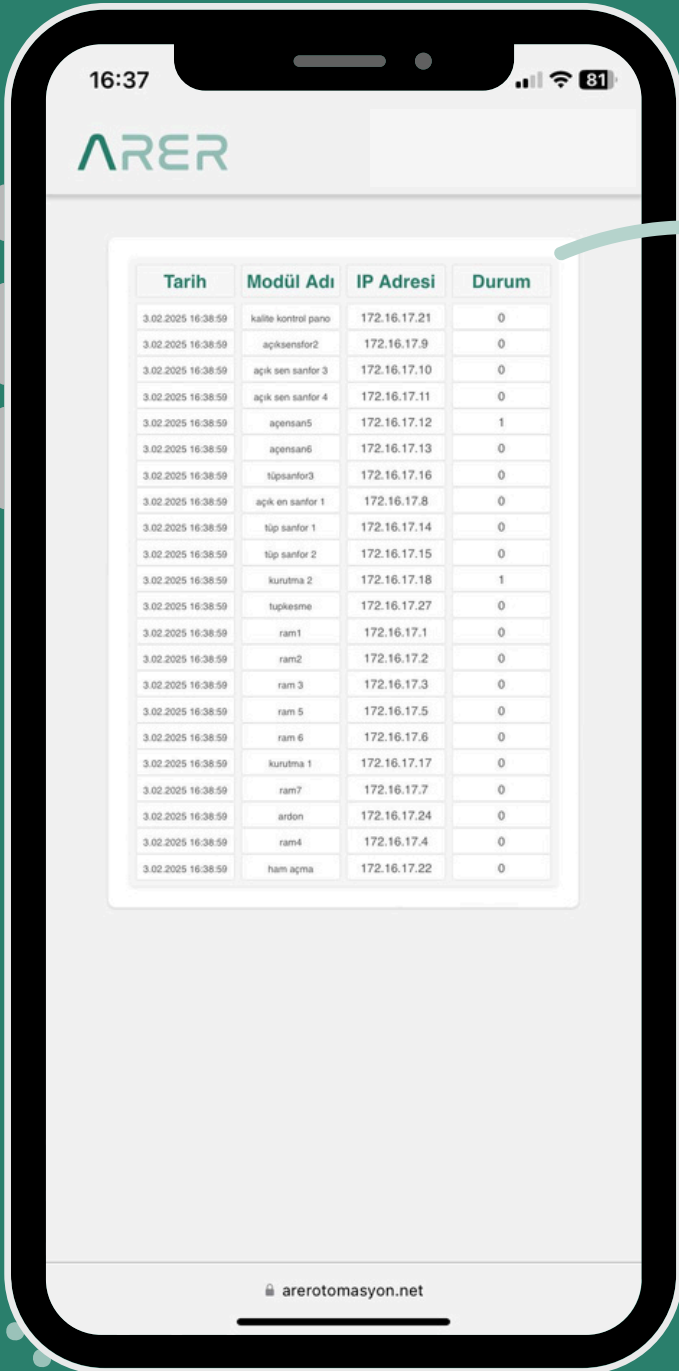 16:37
81
ARER
Tarih Modül Adı IP Adresi Durum
3.02.2025 16:38:59 kalite kontrol pano 172.16.17.21 0
3.02.2025 16:38:59 açıksensfor2 172.16.17.9 0
3.02.2025 16:38:59 açık sen sanfor 3 172.16.17.10 0
3.02.2025 16:38:59 açık sen sanfor 4 172.16.17.11 0
3.02.2025 16:38:59 açensan5 172.16.17.12 1
3.02.2025 16:38:59 açensan6 172.16.17.13 0
3.02.2025 16:38:59 tüpsanfor3 172.16.17.16 0
3.02.2025 16:38:59 açık en sanfor 1 172.16.17.8 0
3.02.2025 16:38:59 tüp sanfor 1 172.16.17.14 0
3.02.2025 16:38:59 tüp sanfor 2 172.16.17.15 0
3.02.2025 16:38:59 kurutma 2 172.16.17.18 1
3.02.2025 16:38:59 tupkesme 172.16.17.27 0
3.02.2025 16:38:59 ram1 172.16.17.1 0
3.02.2025 16:38:59 ram2 172.16.17.2 0
3.02.2025 16:38:59 ram 3 172.16.17.3 0
3.02.2025 16:38:59 ram 5 172.16.17.5 0
3.02.2025 16:38:59 ram 6 172.16.17.6 0
3.02.2025 16:38:59 kurutma 1 172.16.17.17 0
3.02.2025 16:38:59 ram7 172.16.17.7 0
3.02.2025 16:38:59 ardon 172.16.17.24 0
3.02.2025 16:38:59 ram4 172.16.17.4 0
3.02.2025 16:38:59 ham açma 172.16.17.22 0
arerotomasyon.net